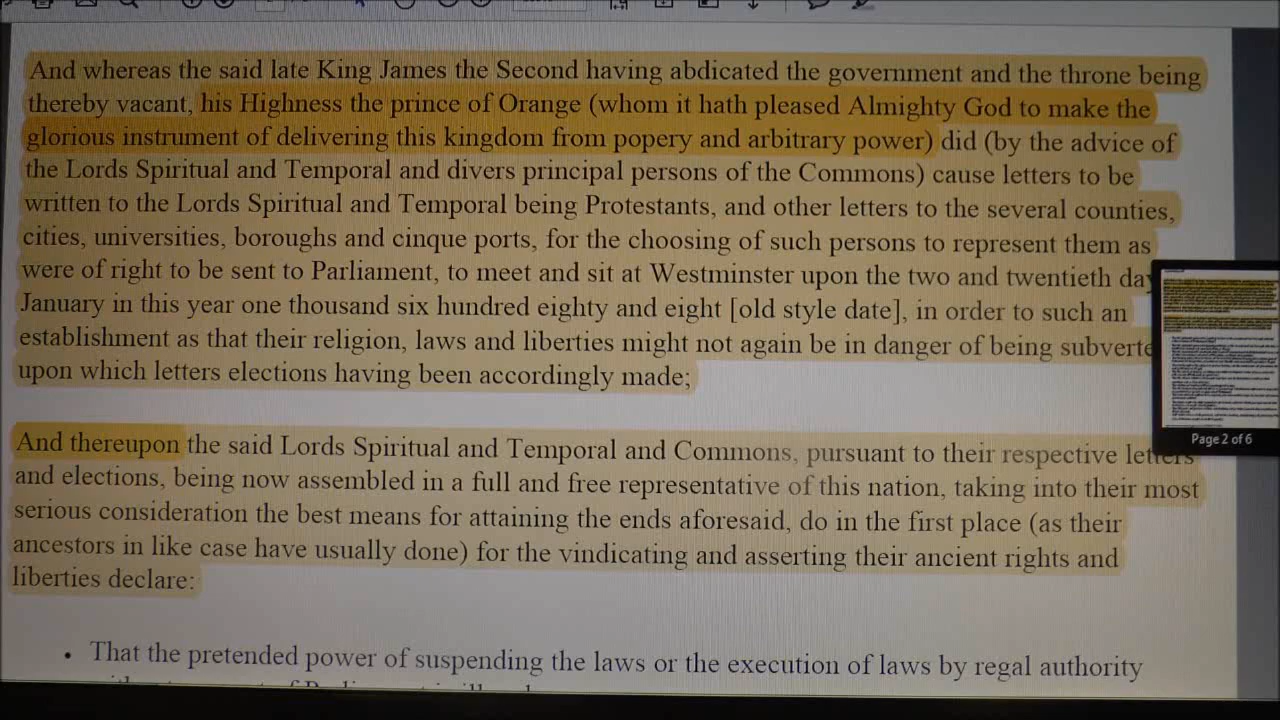 And whereas the said late King James the Second having abdicated the government and the throne being
thereby vacant, his Highness the prince of Orange (whom it hath pleased Almighty God to make the
glorious instrument of delivering this kingdom from popery and arbitrary power) did (by the advice of
the Lords Spiritual and Temporal and divers principal persons of the Commons) cause letters to be
written to the Lords Spiritual and Temporal being Protestants, and other letters to the several counties,
cities, universities, boroughs and cinque ports, for the choosing of such persons to represent them as
were of right to be sent to Parliament, to meet and sit at Westminster upon the two and twentieth day
January in this year one thousand six hundred eighty and eight [old style date], in order to such an
establishment as that their religion, laws and liberties might not again be in danger of being subverte
upon which letters elections having been accordingly made;
And thereupon the said Lords Spiritual and Temporal and Commons, pursuant to their respective letters
and elections, being now assembled in a full and free representative of this nation, taking into their most
serious consideration the best means for attaining the ends aforesaid, do in the first place (as their
ancestors in like case have usually done) for the vindicating and asserting their ancient rights and
liberties declare:
• That the pretended power of suspending the laws or the execution of laws by regal authority
Page 2 of 6